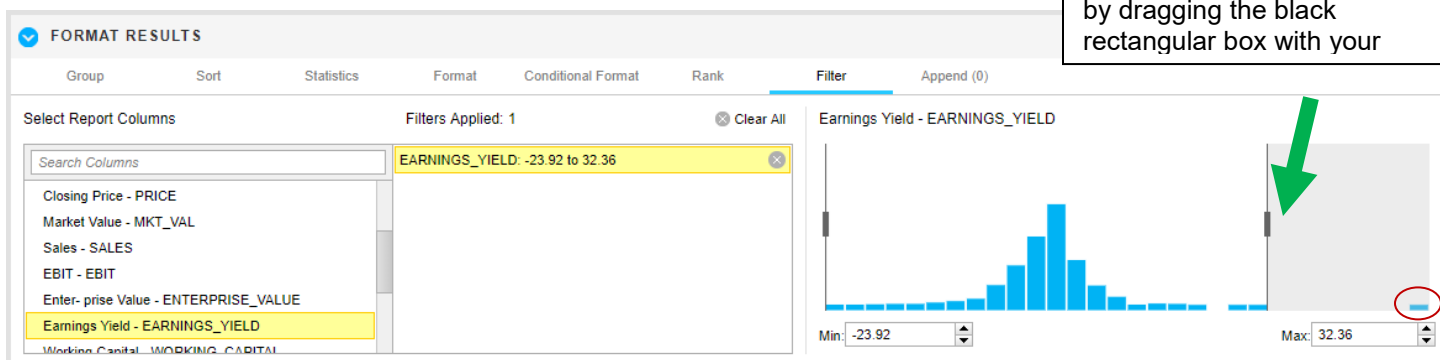 by dragging the black
rectangular box with your
FORMAT RESULTS
Group Sort Statistics Format Conditional Format Rank Filter Append (0)
Select Report Columns Filters Applied: 1 Clear All Earnings Yield - EARNINGS_YIELD
Search Columns EARNINGS_YIELD: -23.92 to 32.36
Closing Price - PRICE
Market Value - MKT_VAL
Sales - SALES
EBIT - EBIT
Enter- prise Value - ENTERPRISE_VALUE
Earnings Yield - EARNINGS_YIELD
Working Capital - WORKING_CAPITAL
Min: -23.92 Max: 32.36